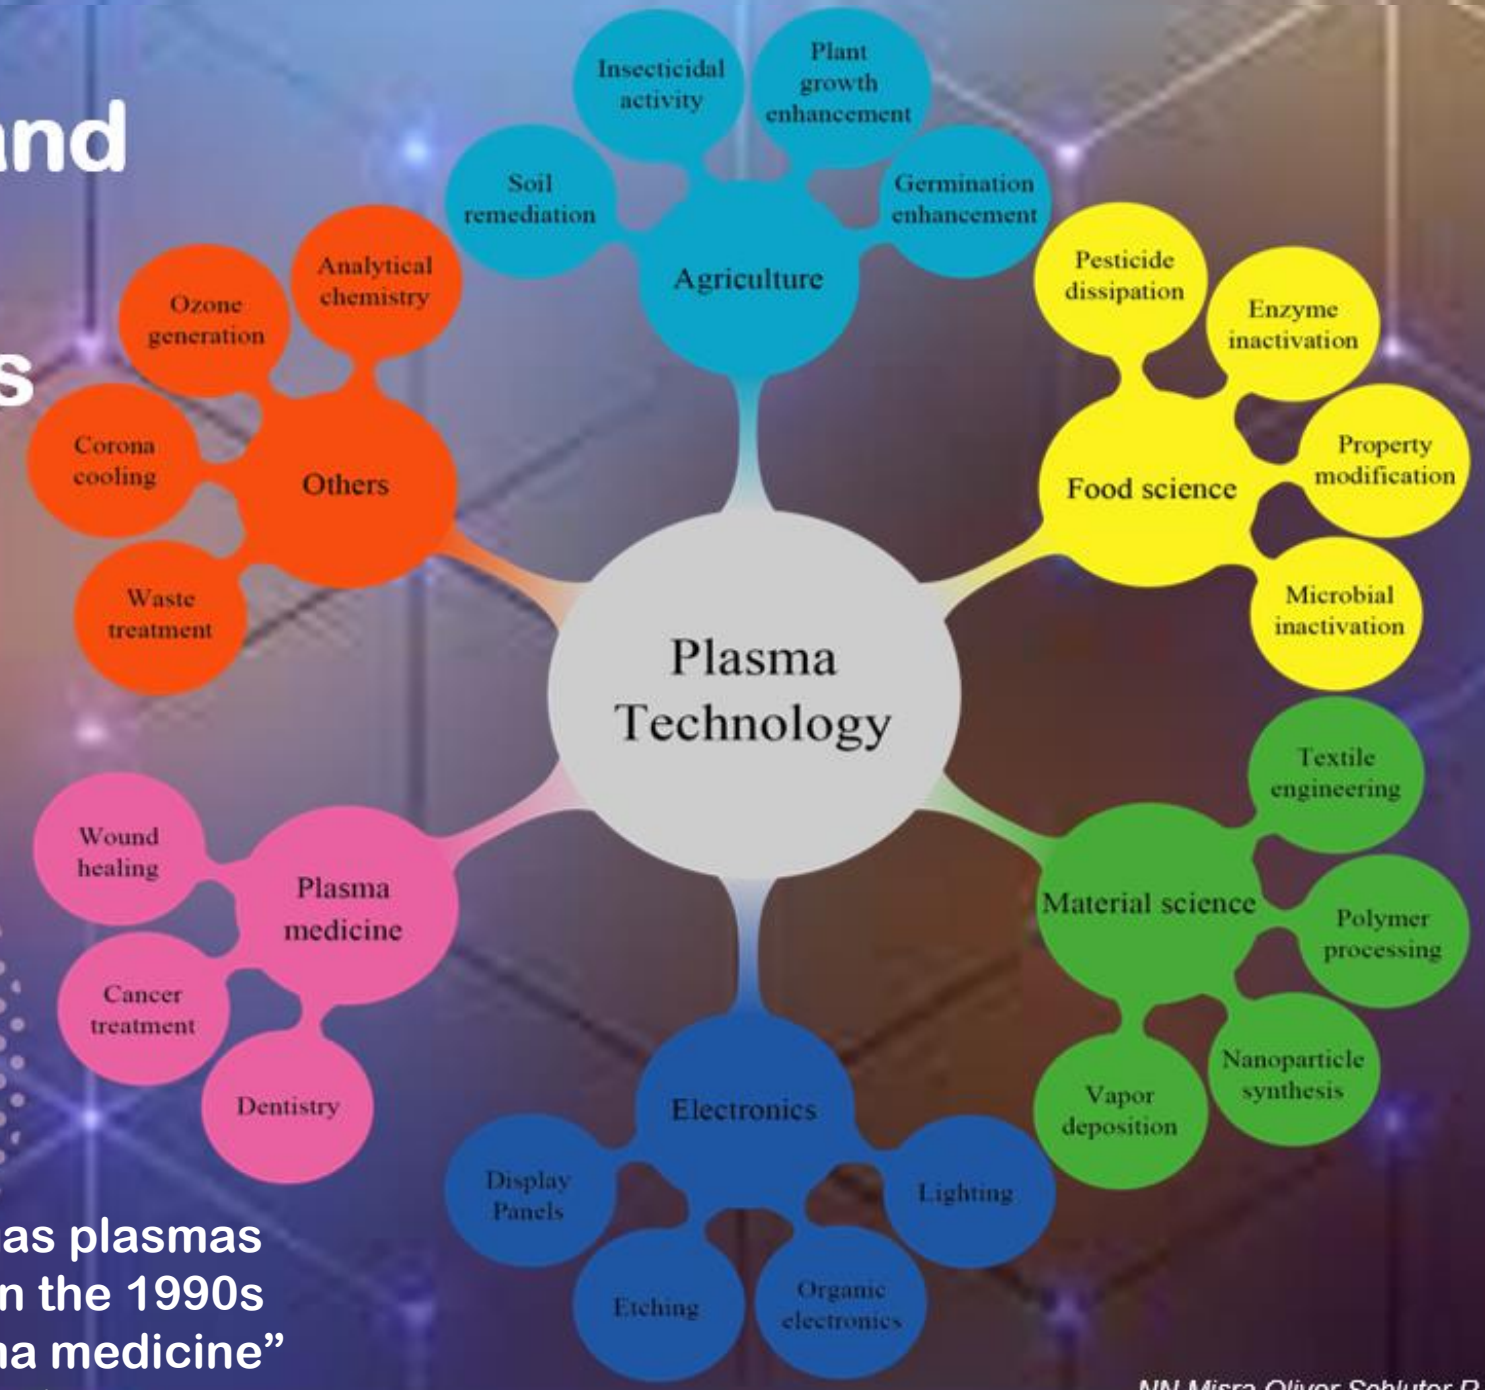 and
s
Plasma
Technology
Agriculture
Soil
remediation
Insecticidal
activity
Plant
growth
enhancement
Germination
enhancement
Food science
Pesticide
dissipation
Enzyme
inactivation
Property
modification
Microbial
inactivation
Material science
Textile
engineering
Polymer
processing
Nanoparticle
synthesis
Vapor
deposition
Electronics
Lighting
Organic
electronics
Etching
Display
Panels
Plasma
medicine
Dentistry
Cancer
treatment
Wound
healing
Others
Waste
treatment
Corona
cooling
Ozone
generation
Analytical
chemistry
as plasmas
n the 1990s
na medicine”
NN Misra Oliver Schluter R